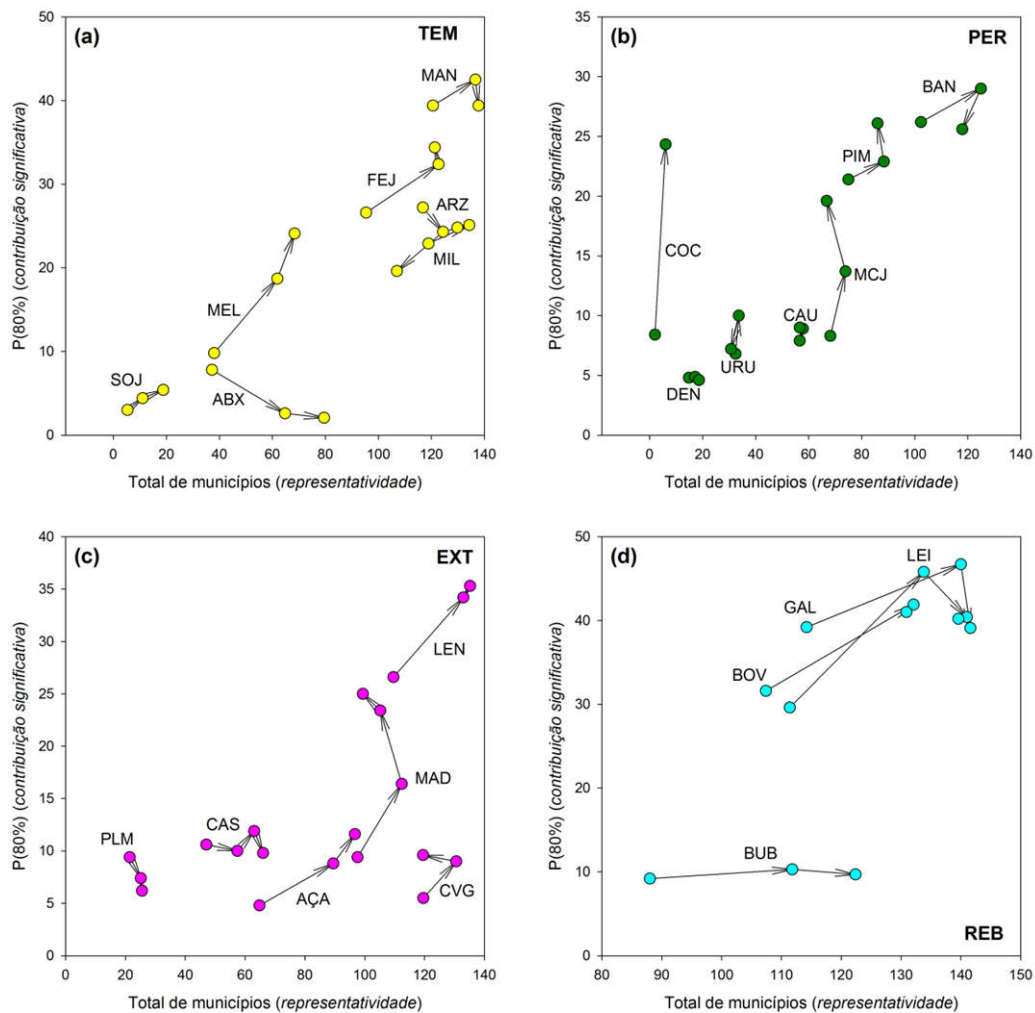 (a)
TEM
50
40
30
20
10
0
P(80%) (contribuição significativa)
MAN
FEJ
ARZ
MIL
MEL
SOJ
ABX
0 20 40 60 80 100 120 140
Total de municípios (representatividade)
(b)
PER
35
30
25
20
15
10
5
0
P(80%) (contribuição significativa)
BAN
PIM
COC
MCJ
CAU
URU
DEN
0 20 40 60 80 100 120 140
Total de municípios (representatividade)
(c)
EXT
40
35
30
25
20
15
10
5
0
P(80%) (contribuição significativa)
LEN
MAD
CAS
PLM
AÇA
CVG
0 20 40 60 80 100 120 140
Total de municípios (representatividade)
(d)
50
40
30
20
10
0
P(80%) (contribuição significativa)
LEI
GAL
BOV
BUB
REB
80 90 100 110 120 130 140 150
Total de municípios (representatividade)